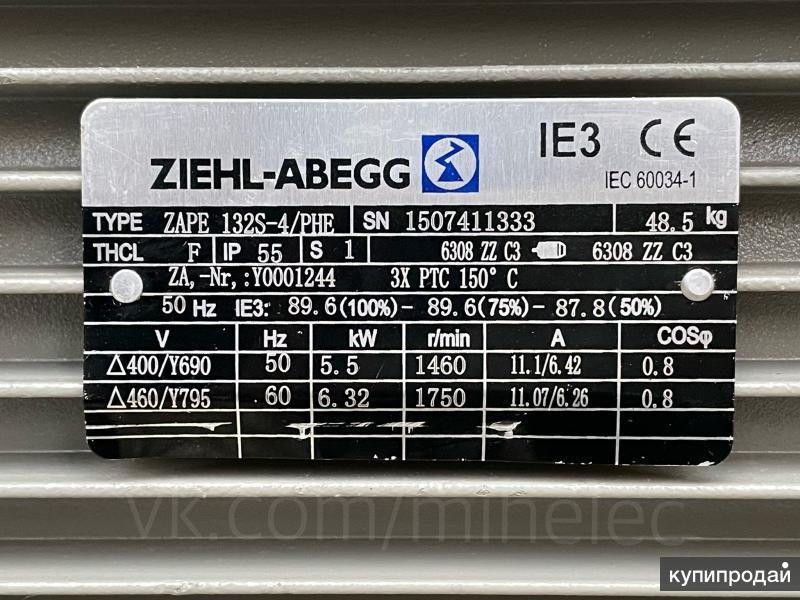 ZIEHL-ABEGG IE3 CE
IEC 60034-1
TYPE ZAPE 132S-4/PHE SN 1507411333 48.5 kg
THCL F IP 55 S 1 6308 ZZ C3 6308 ZZ C3
ZA,-Nr,:Y0001244 3X PTC 150° C
50 Hz IE3: 89.6(100%)- 89.6(75%)- 87.8(50%)
V Hz kW r/min A COSφ
△400/Y690 50 5.5 1460 11.1/6.42 0.8
△460/Y795 60 6.32 1750 11.07/6.26 0.8
vk.com/minelec
купипродай